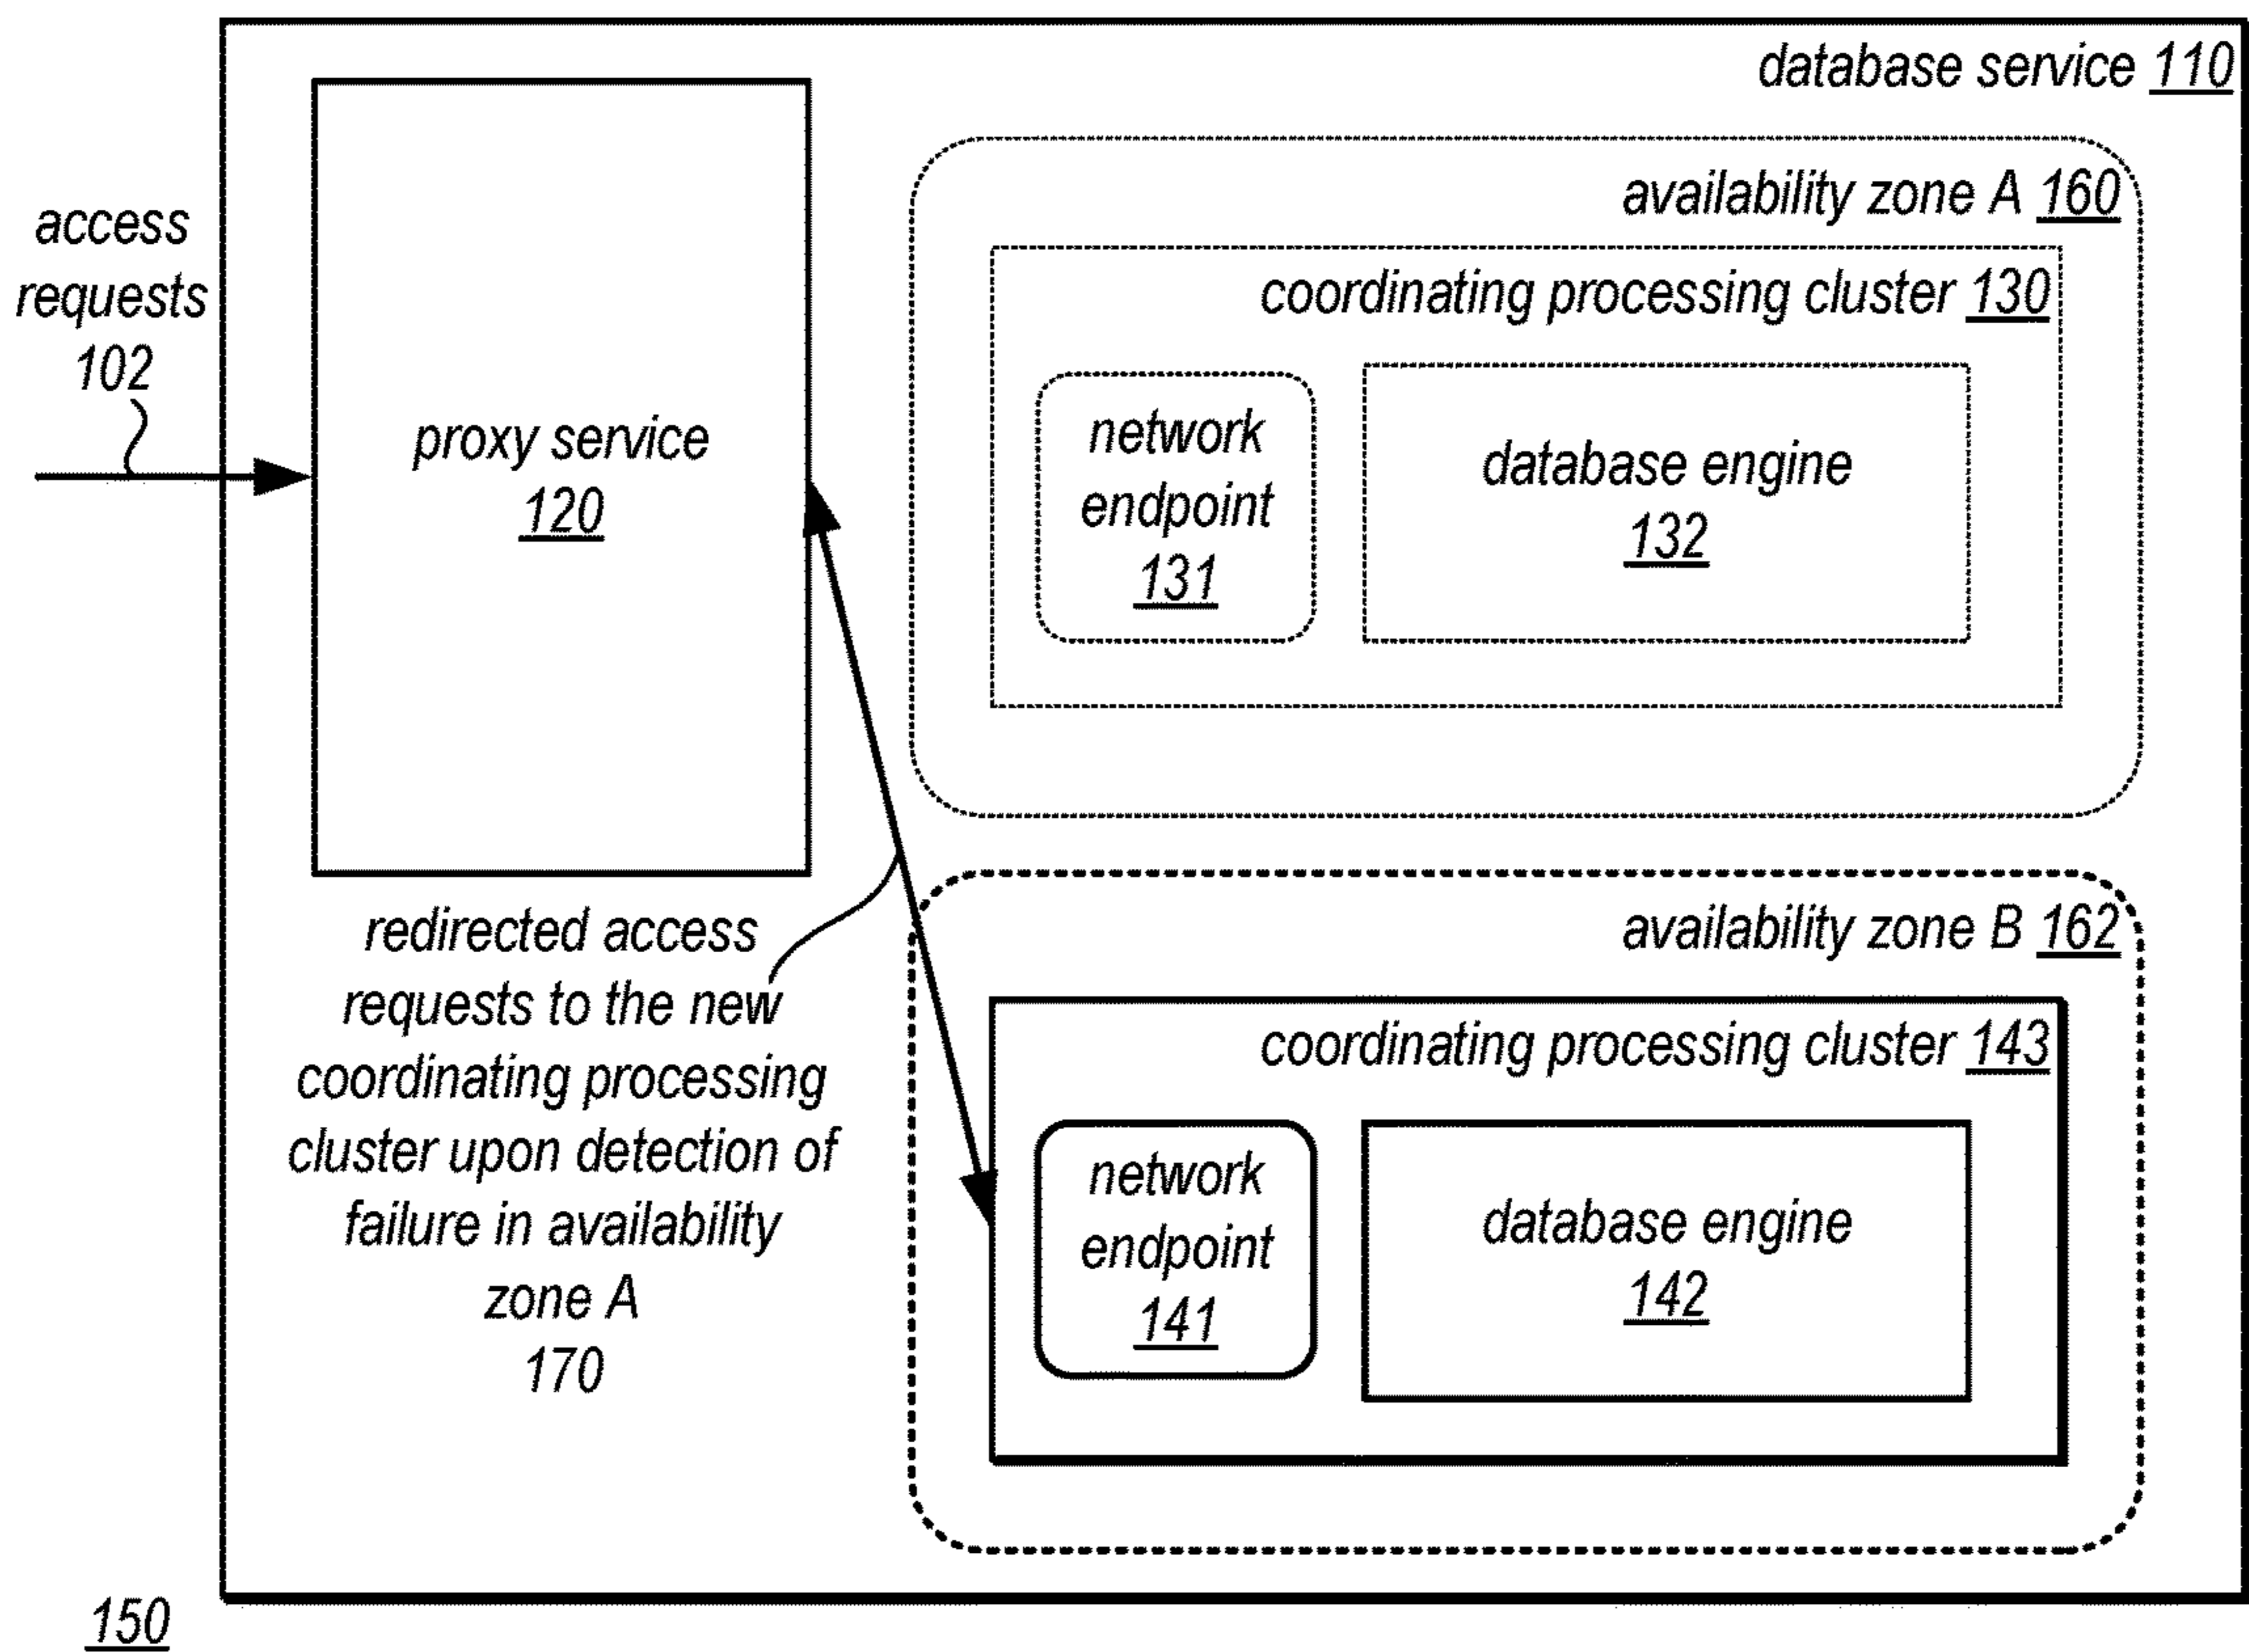 database service 110
access
requests
102
proxy service
120
availability zone A 160
coordinating processing cluster 130
network
endpoint
131
database engine
132
redirected access
requests to the new
coordinating processing
cluster upon detection of
failure in availability
zone A
170
availability zone B 162
coordinating processing cluster 143
network
endpoint
141
database engine
142
150